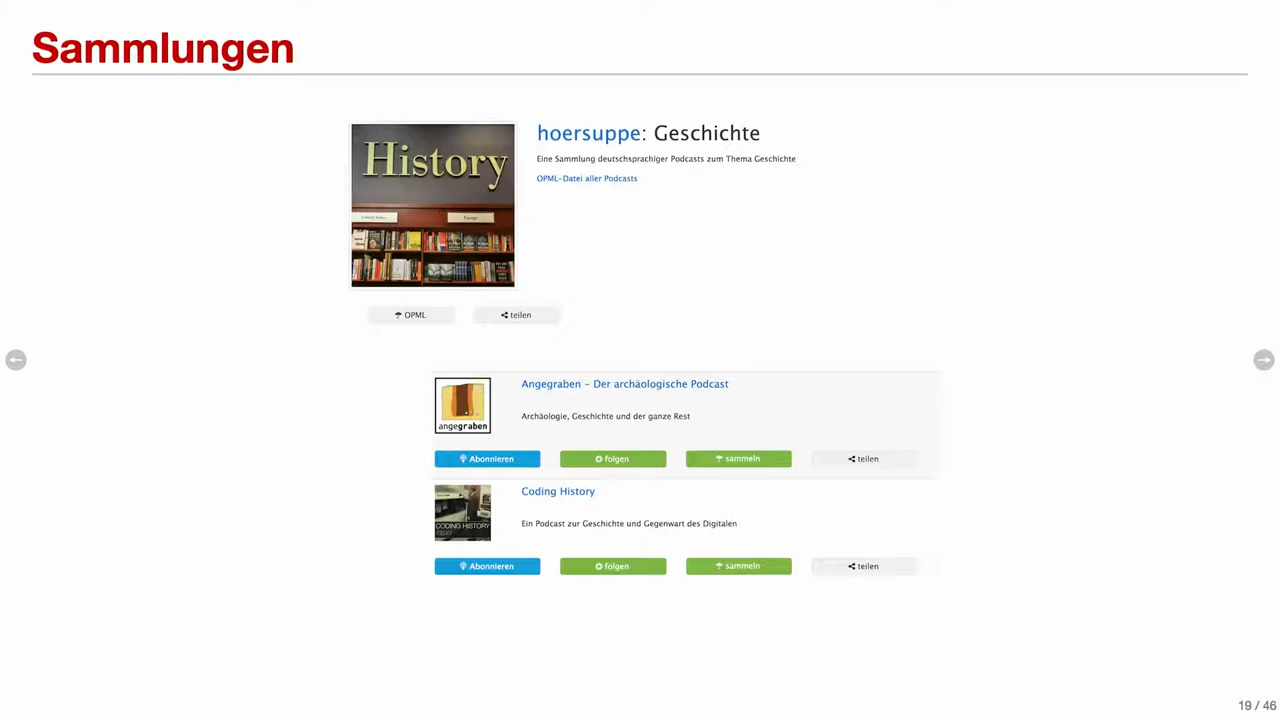 Sammlungen
History
hoersuppe: Geschichte
Eine Sammlung deutschsprachiger Podcasts zum Thema Geschichte
OPML-Datei aller Podcasts
OPML
teilen
angegraben
Angegraben - Der archäologische Podcast
Archäologie, Geschichte und der ganze Rest
Abonnieren
folgen
sammeln
teilen
CODING HISTORY
PODCAST
Coding History
Ein Podcast zur Geschichte und Gegenwart des Digitalen
Abonnieren
folgen
sammeln
teilen
19 / 46